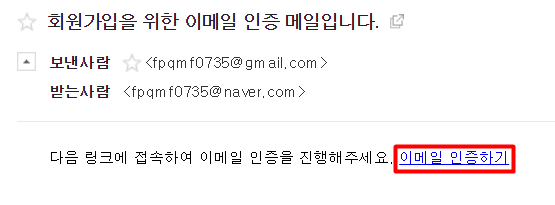 회원가입을 위한 이메일 인증 메일입니다.
보낸사람 <fpqmf0735@gmail.com>
받는사람 <fpqmf0735@naver.com>
다음 링크에 접속하여 이메일 인증을 진행해주세요. 이메일 인증하기